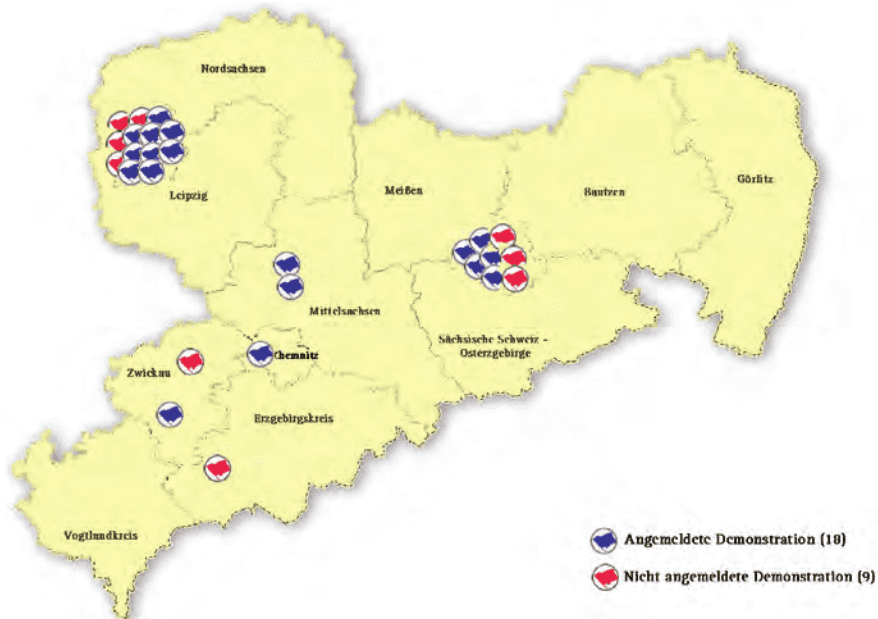 Nordsachsen
Leipzig
Meißen
Bautzen
Görlitz
Mittelsachsen
Sächsische Schweiz -
Osterzgebirge
Chemnitz
Zwickau
Erzgebirgskreis
Vogtlandkreis
Angemeldete Demonstration (18)
Nicht angemeldete Demonstration (9)